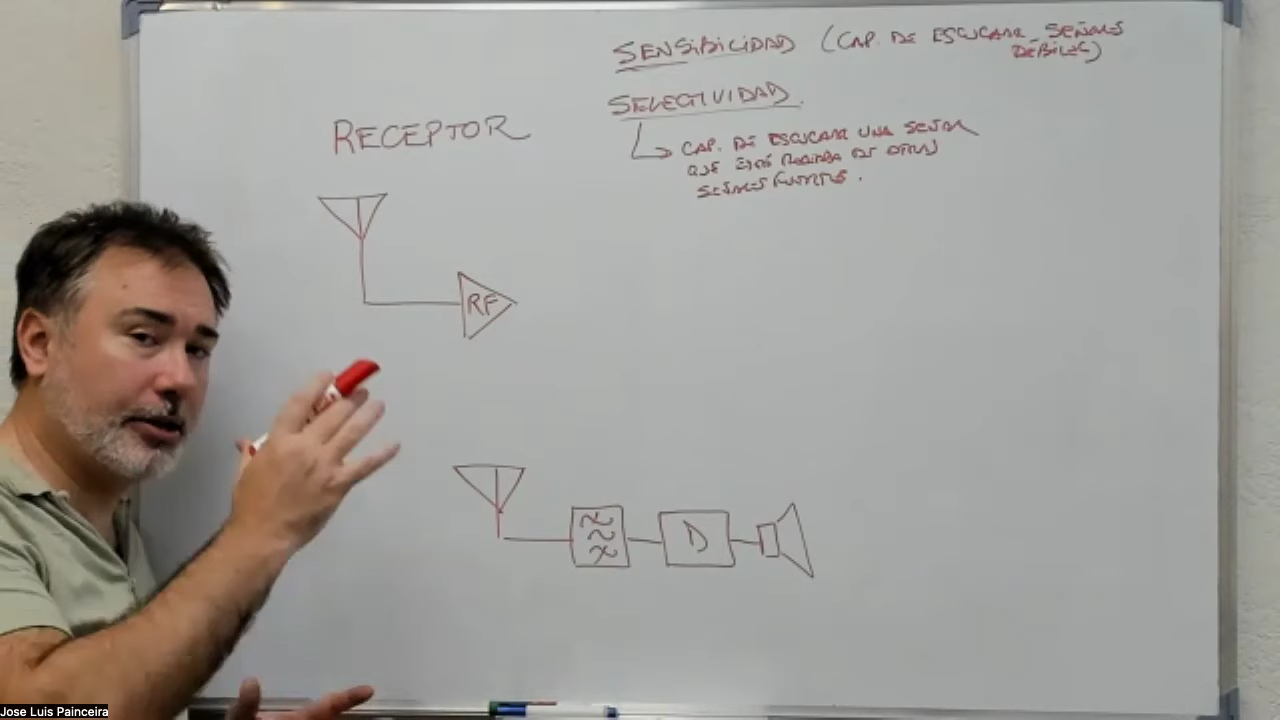 SENSIBILIDAD (CAP. DE ESCUCHAR SEÑALES
DÉBILES)
SELECTIVIDAD.
CAP. DE ESCUCHAR UNA SEÑAL
QUE ESTÉ RODEADA DE OTRAS
SEÑALES FUERTES.
RECEPTOR
RF
D
Jose Luis Painceira